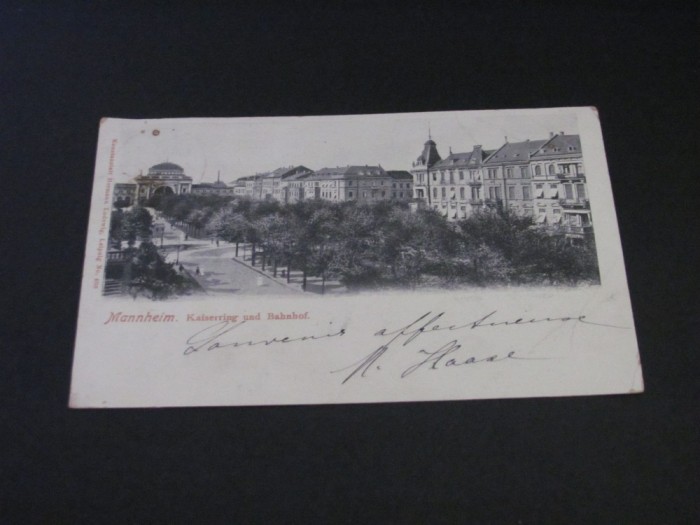 Mannheim. Kaiserring und Bahnhof.
Souvenir affectueuse
M. Haase